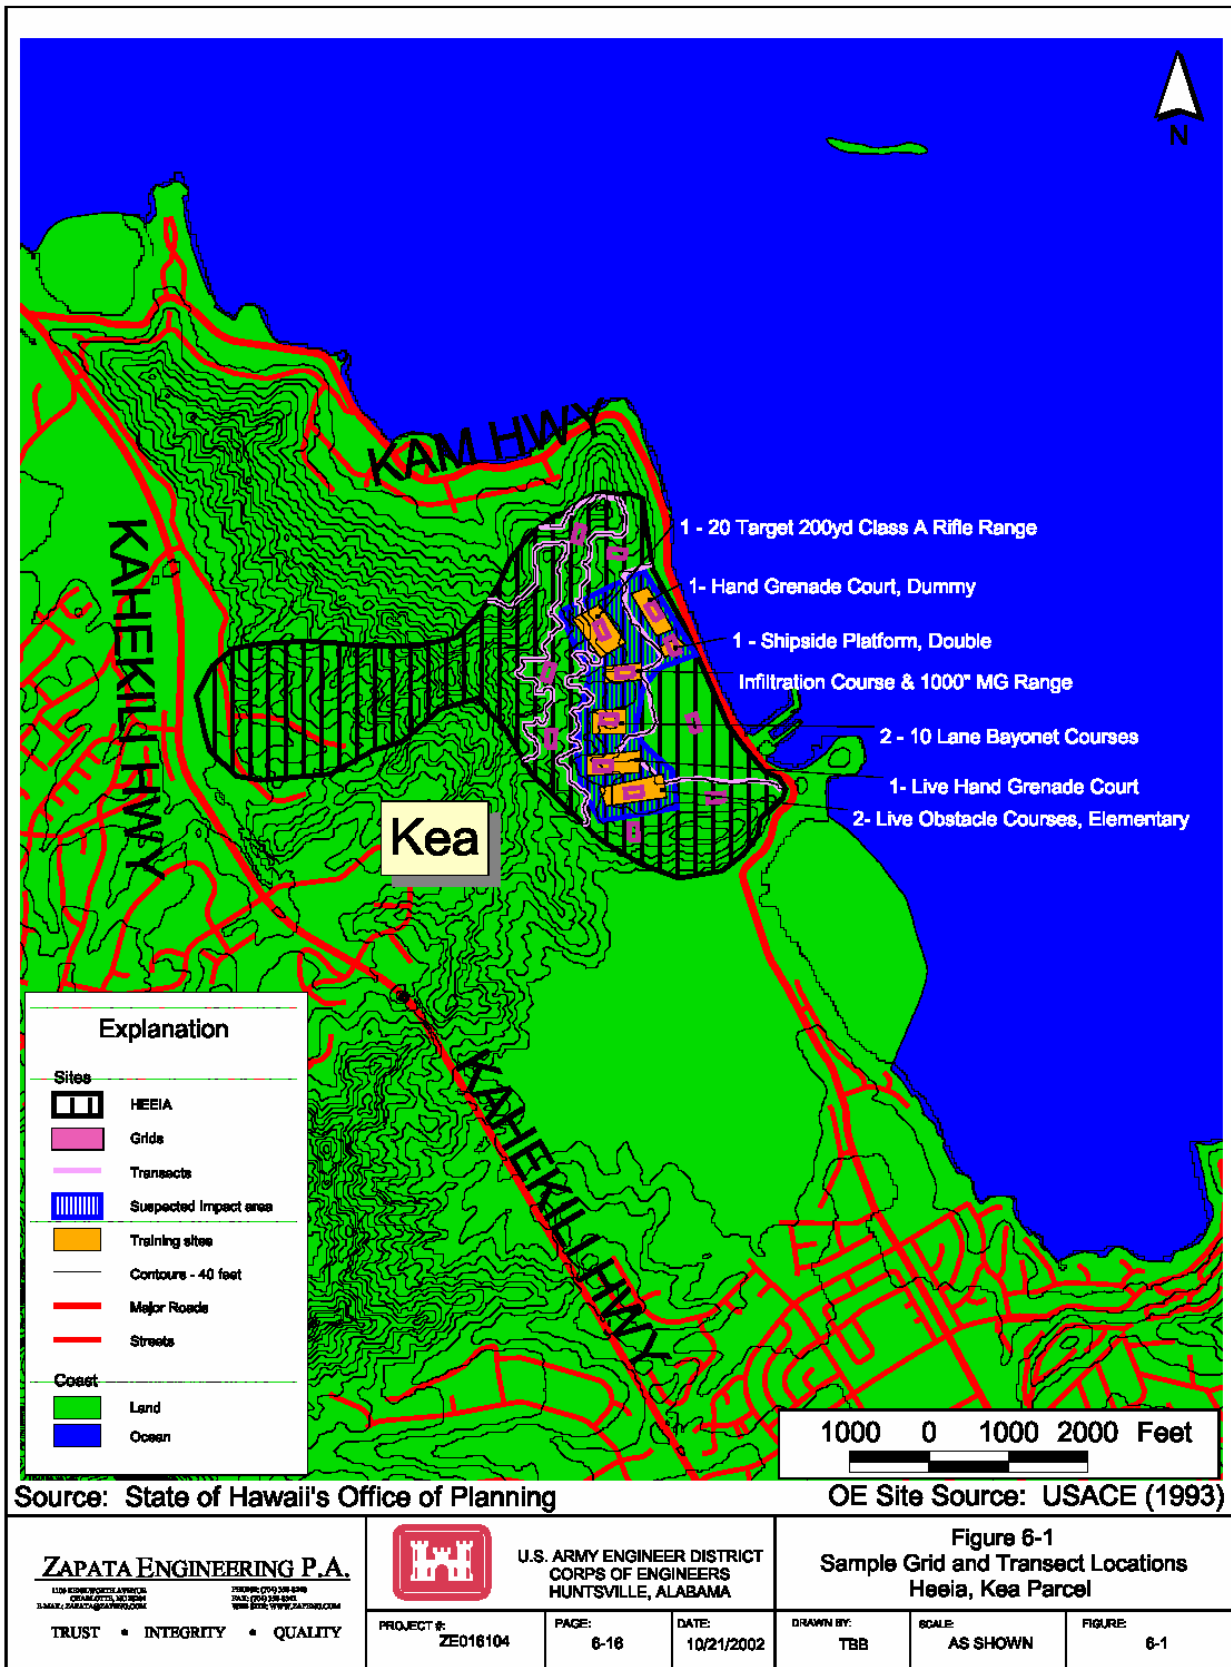 N
KAM HWY
KAHEKILI HWY
1 - 20 Target 200yd Class A Rifle Range
1- Hand Grenade Court, Dummy
1 - Shipside Platform, Double
Infiltration Course & 1000" MG Range
2 - 10 Lane Bayonet Courses
1- Live Hand Grenade Court
2- Live Obstacle Courses, Elementary
Kea
KAHEKILI HWY
Explanation
Sites
HEEIA
Grids
Transects
Suspected Impact area
Training sites
Contours - 40 feet
Major Roads
Streets
Coast
Land
Ocean
1000 0 1000 2000 Feet
Source: State of Hawaii's Office of Planning
OE Site Source: USACE (1993)
ZAPATA ENGINEERING P.A.
TRUST • INTEGRITY • QUALITY
U.S. ARMY ENGINEER DISTRICT
CORPS OF ENGINEERS
HUNTSVILLE, ALABAMA
Figure 6-1
Sample Grid and Transect Locations
Heeia, Kea Parcel
PROJECT #:
ZE016104
PAGE:
6-16
DATE:
10/21/2002
DRAWN BY:
TBB
SCALE:
AS SHOWN
FIGURE:
6-1